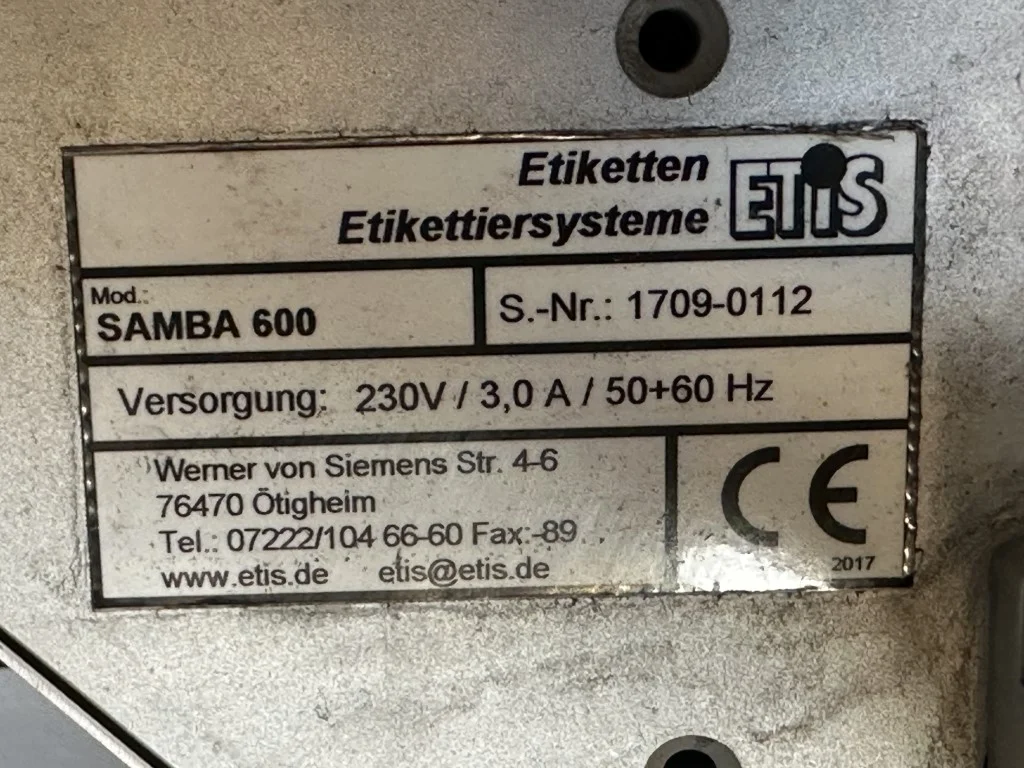 Etiketten
Etikettiersysteme
ETiS
Mod.:
SAMBA 600
S.-Nr.: 1709-0112
Versorgung: 230V / 3,0 A / 50+60 Hz
Werner von Siemens Str. 4-6
76470 Ötigheim
Tel.: 07222/104 66-60 Fax:-89
www.etis.de etis@etis.de
CE
2017